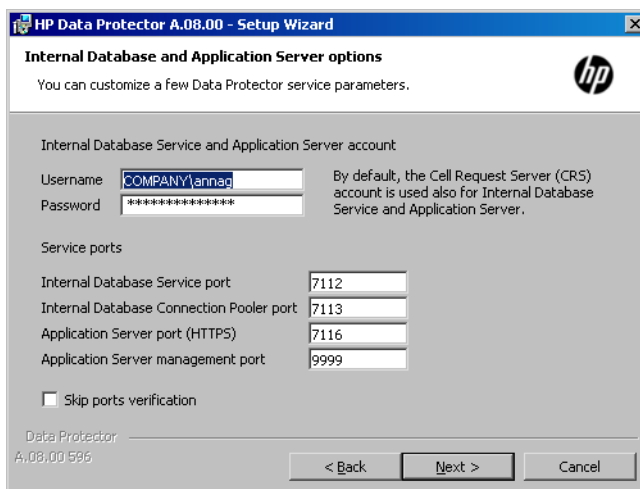 HP Data Protector A.08.00 - Setup Wizard
Internal Database and Application Server options
You can customize a few Data Protector service parameters.
hp
Internal Database Service and Application Server account
Username COMPANY\annag
Password **************
By default, the Cell Request Server (CRS)
account is used also for Internal Database
Service and Application Server.
Service ports
Internal Database Service port 7112
Internal Database Connection Pooler port 7113
Application Server port (HTTPS) 7116
Application Server management port 9999
Skip ports verification
Data Protector
A.08.00 596
< Back Next > Cancel